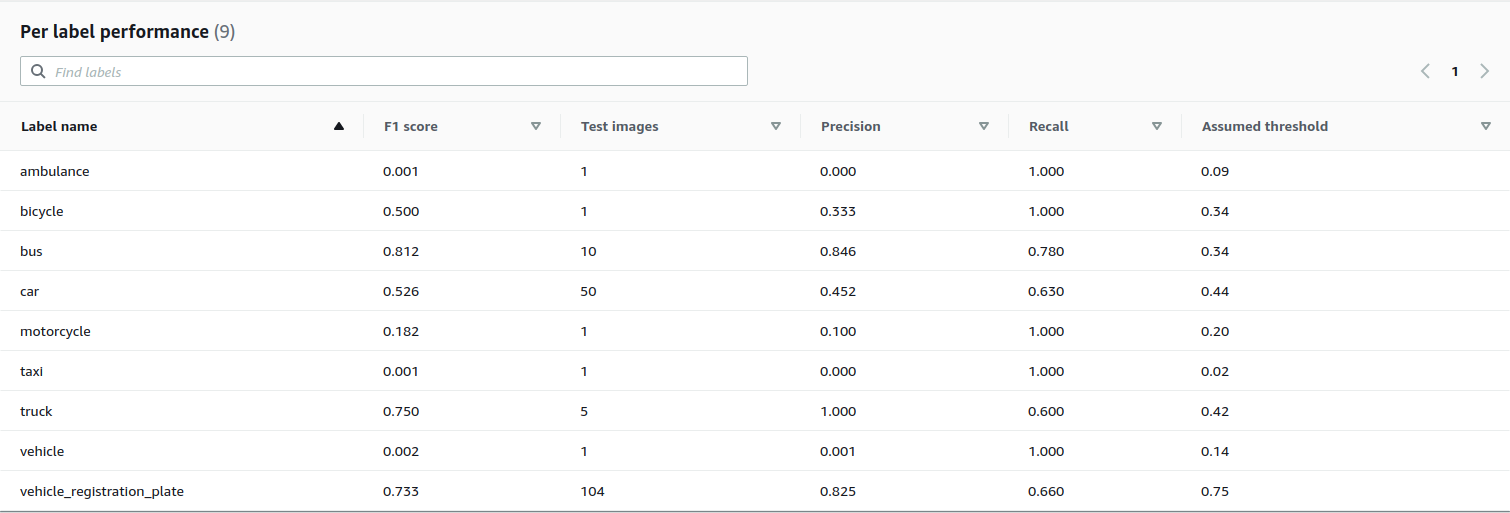 Per label performance (9)
Find labels
1
Label name F1 score Test images Precision Recall Assumed threshold
ambulance 0.001 1 0.000 1.000 0.09
bicycle 0.500 1 0.333 1.000 0.34
bus 0.812 10 0.846 0.780 0.34
car 0.526 50 0.452 0.630 0.44
motorcycle 0.182 1 0.100 1.000 0.20
taxi 0.001 1 0.000 1.000 0.02
truck 0.750 5 1.000 0.600 0.42
vehicle 0.002 1 0.001 1.000 0.14
vehicle_registration_plate 0.733 104 0.825 0.660 0.75